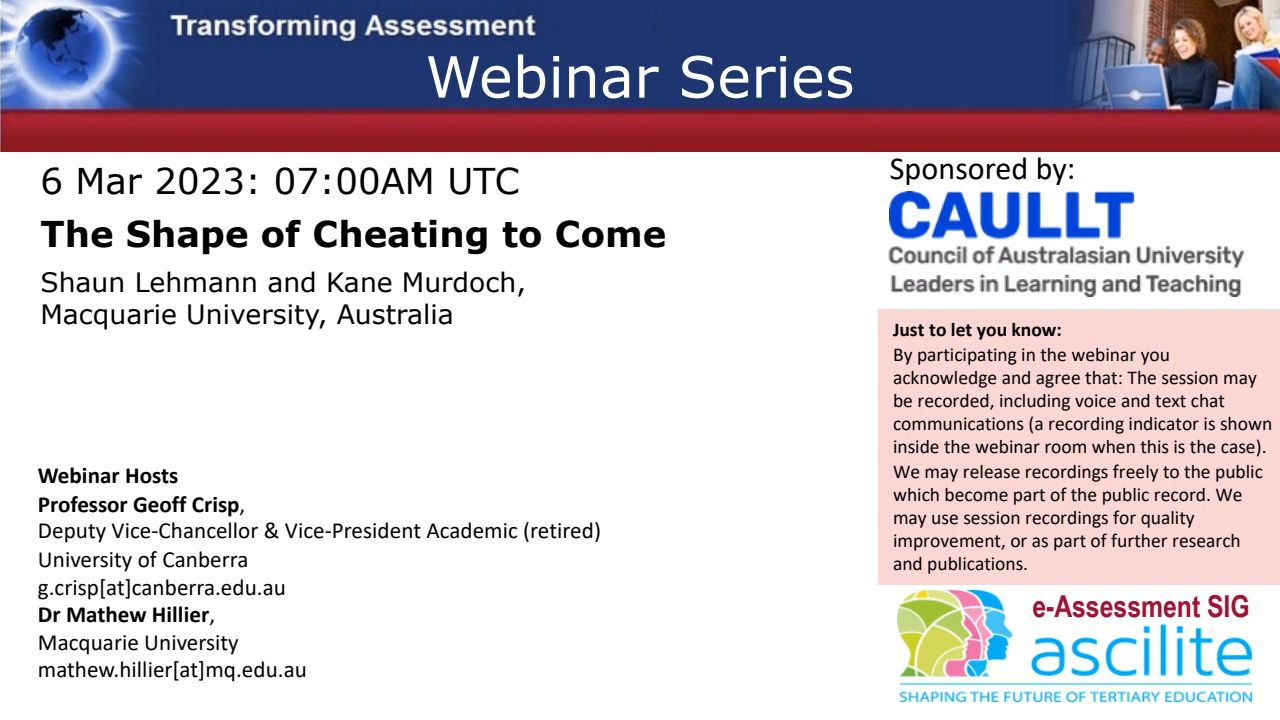 Transforming Assessment
Webinar Series
6 Mar 2023: 07:00AM UTC
The Shape of Cheating to Come
Shaun Lehmann and Kane Murdoch,
Macquarie University, Australia
Webinar Hosts
Professor Geoff Crisp,
Deputy Vice-Chancellor & Vice-President Academic (retired)
University of Canberra
g.crisp[at]canberra.edu.au
Dr Mathew Hillier,
Macquarie University
mathew.hillier[at]mq.edu.au
Sponsored by:
CAULLT
Council of Australasian University
Leaders in Learning and Teaching
Just to let you know:
By participating in the webinar you
acknowledge and agree that: The session may
be recorded, including voice and text chat
communications (a recording indicator is shown
inside the webinar room when this is the case).
We may release recordings freely to the public
which become part of the public record. We
may use session recordings for quality
improvement, or as part of further research
and publications.
e-Assessment SIG
ascilite
SHAPING THE FUTURE OF TERTIARY EDUCATION